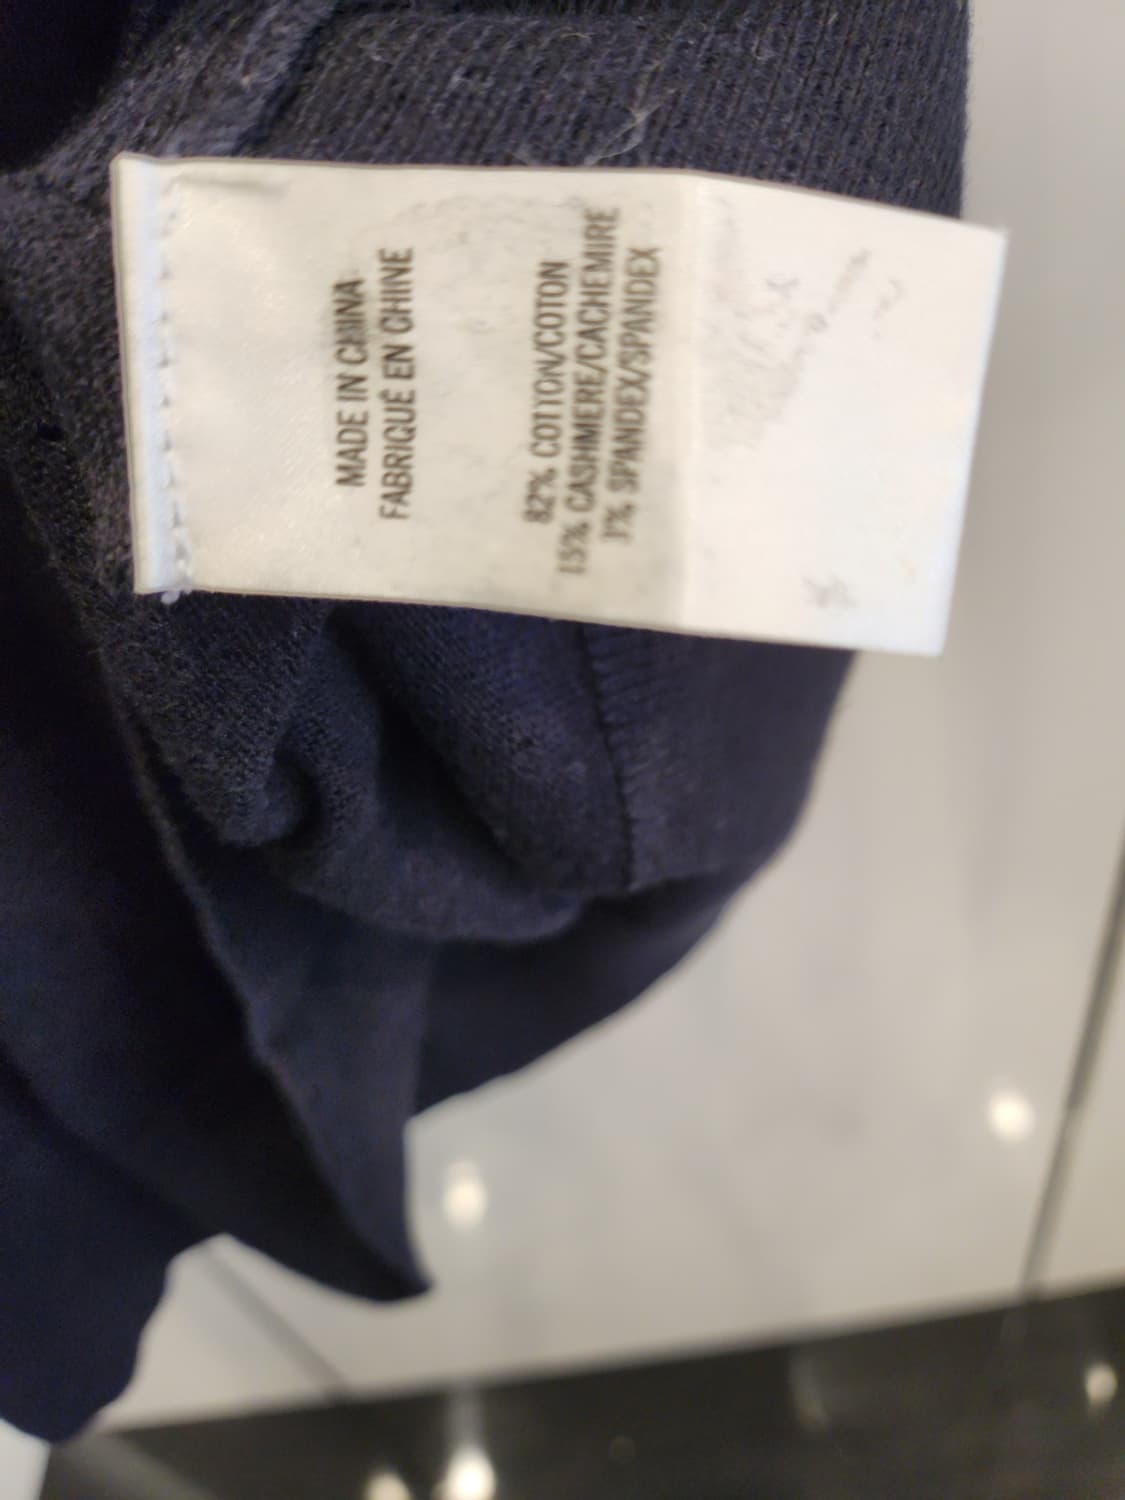 MADE IN CHINA
FABRIQUÉ EN CHINE
82% COTTON/COTON
15% CASHMERE/CACHEMIRE
3% SPANDEX/SPANDEX